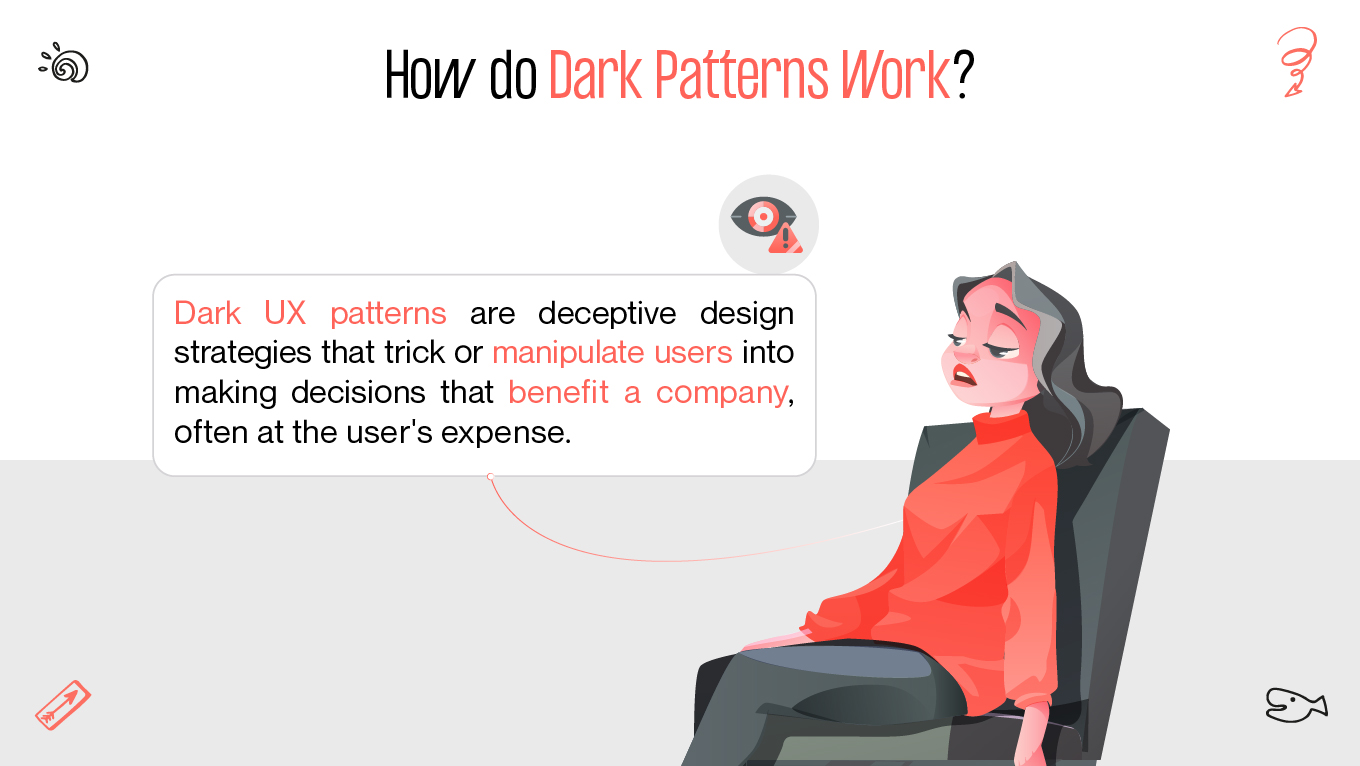 How do Dark Patterns Work?
Dark UX patterns are deceptive design
strategies that trick or manipulate users into
making decisions that benefit a company,
often at the user's expense.